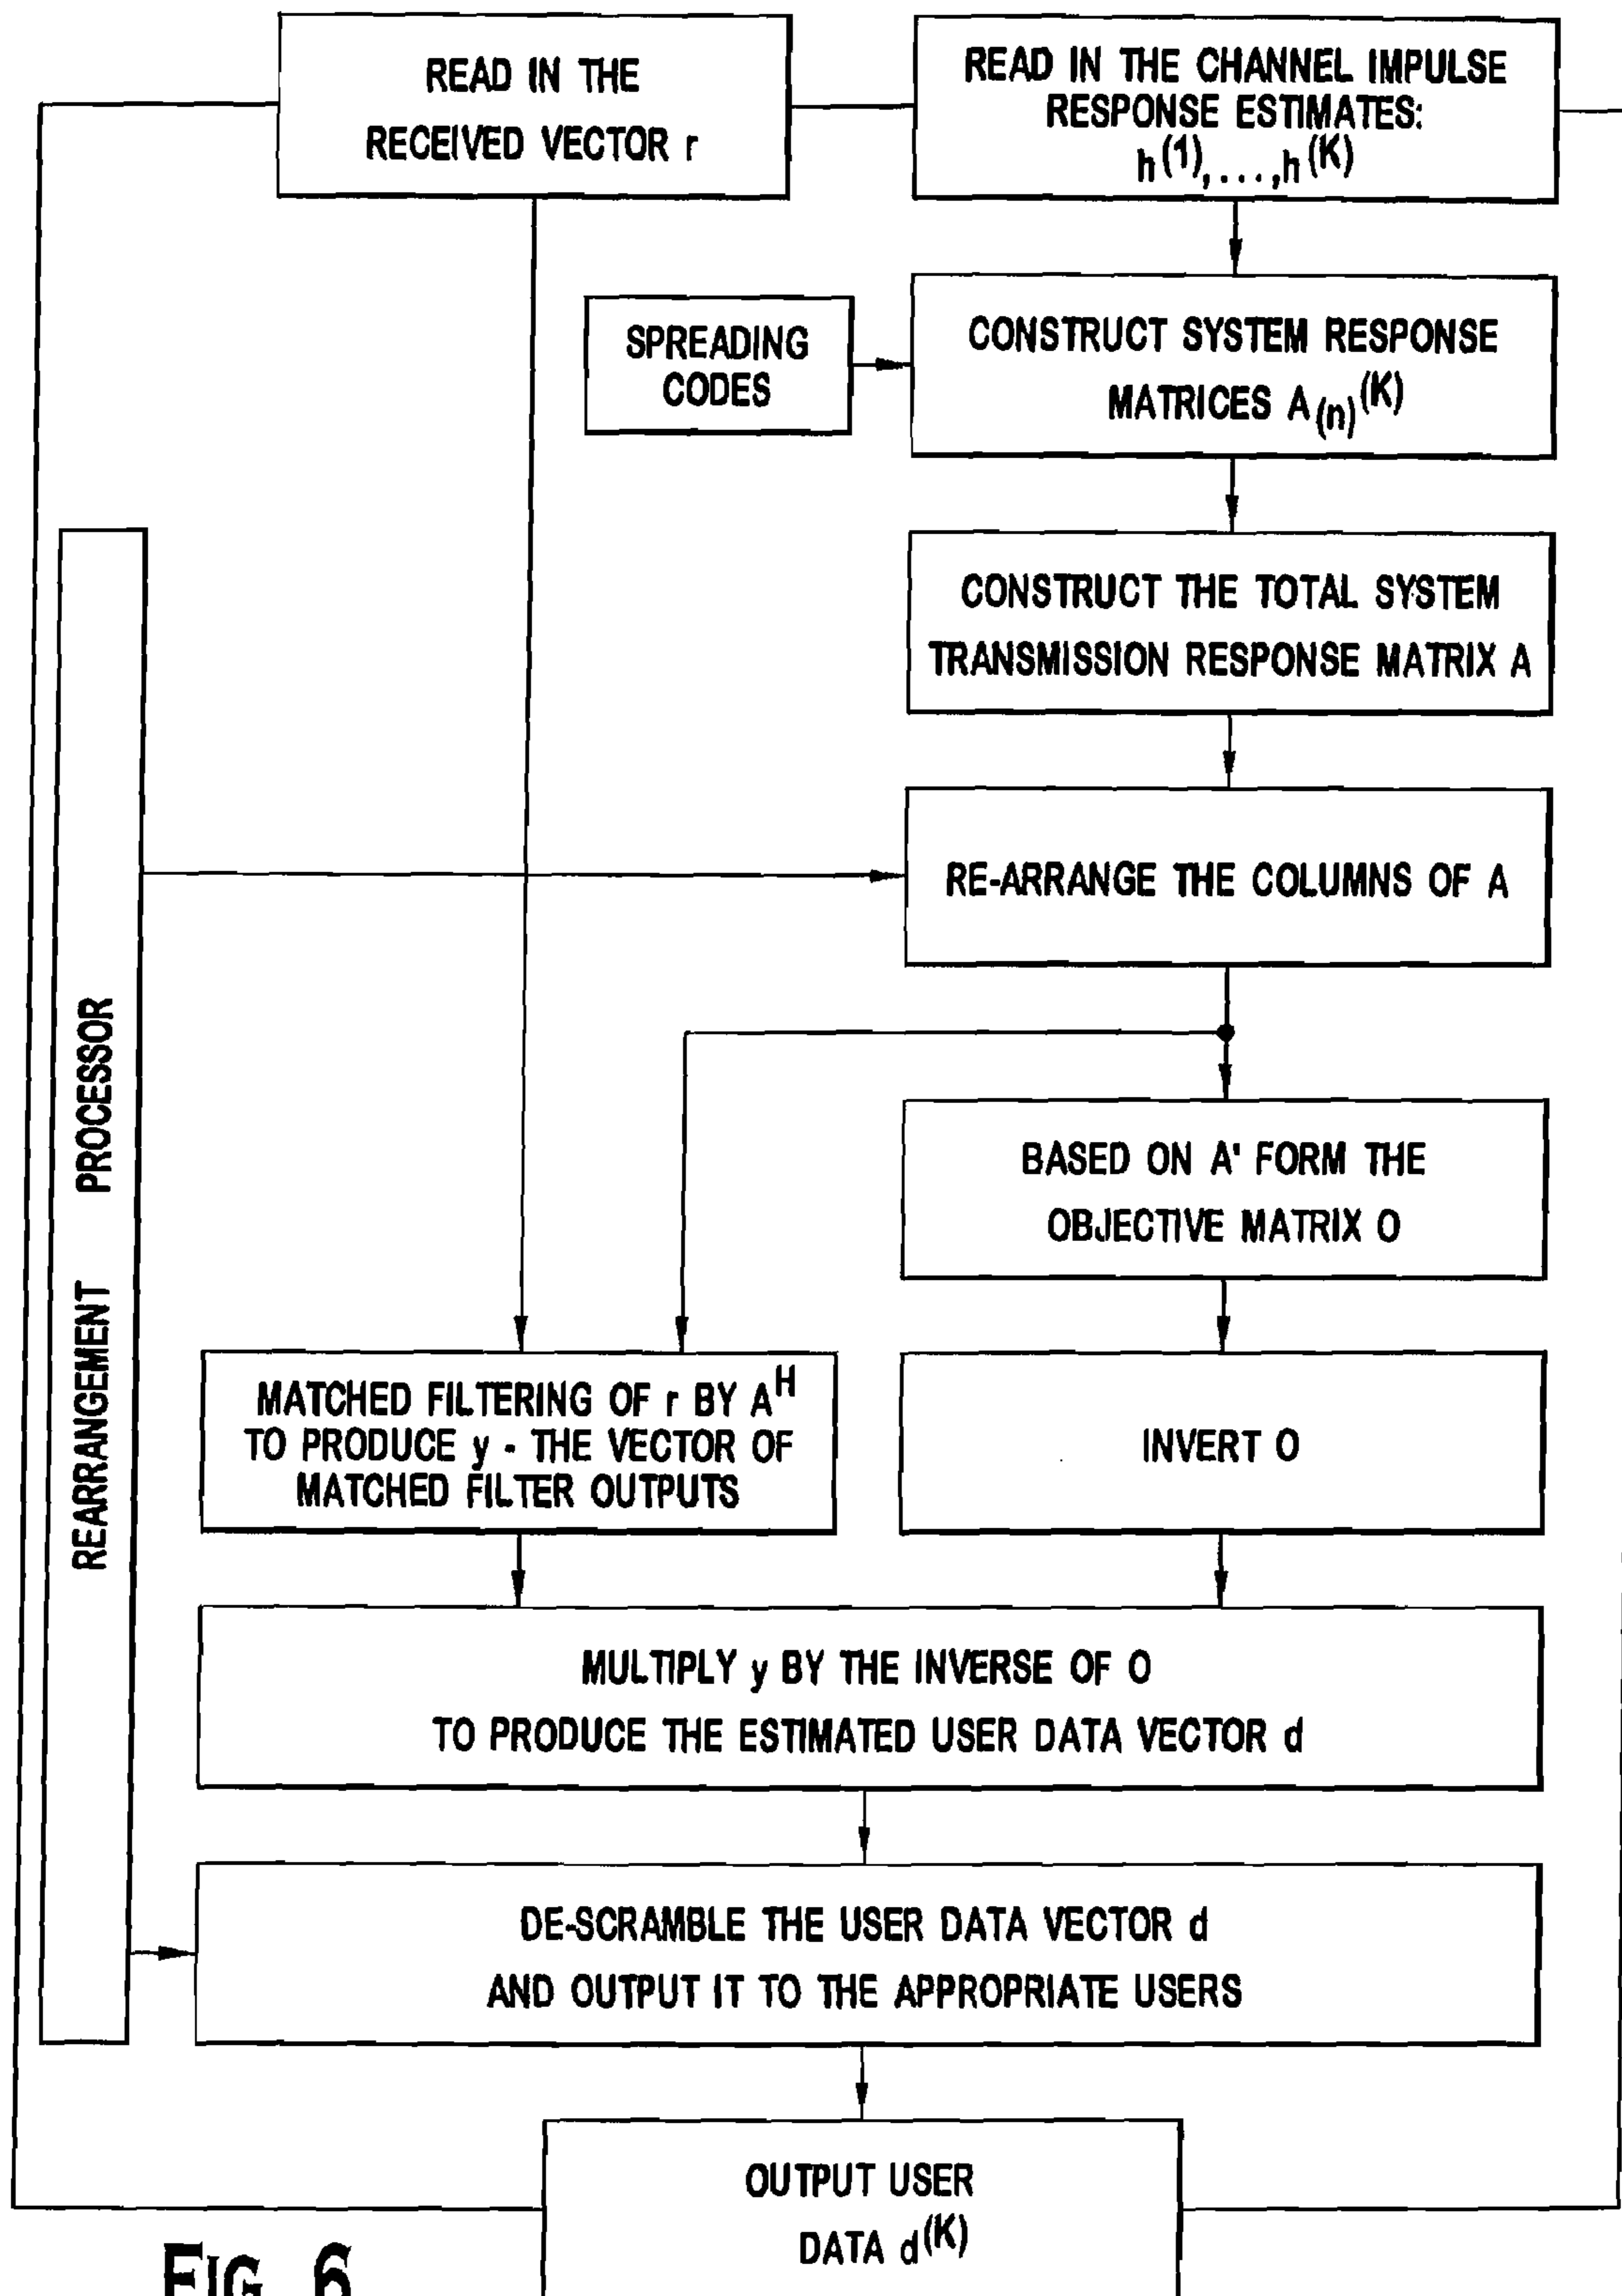 READ IN THE
RECEIVED VECTOR r
READ IN THE CHANNEL IMPULSE
RESPONSE ESTIMATES:
h(1),...,h(K)
SPREADING
CODES
CONSTRUCT SYSTEM RESPONSE
MATRICES A(n)(K)
CONSTRUCT THE TOTAL SYSTEM
TRANSMISSION RESPONSE MATRIX A
RE-ARRANGE THE COLUMNS OF A
REARRANGEMENT PROCESSOR
BASED ON A' FORM THE
OBJECTIVE MATRIX O
MATCHED FILTERING OF r BY A^H
TO PRODUCE y - THE VECTOR OF
MATCHED FILTER OUTPUTS
INVERT O
MULTIPLY y BY THE INVERSE OF O
TO PRODUCE THE ESTIMATED USER DATA VECTOR d
DE-SCRAMBLE THE USER DATA VECTOR d
AND OUTPUT IT TO THE APPROPRIATE USERS
OUTPUT USER
DATA d(K)
FIG. 6